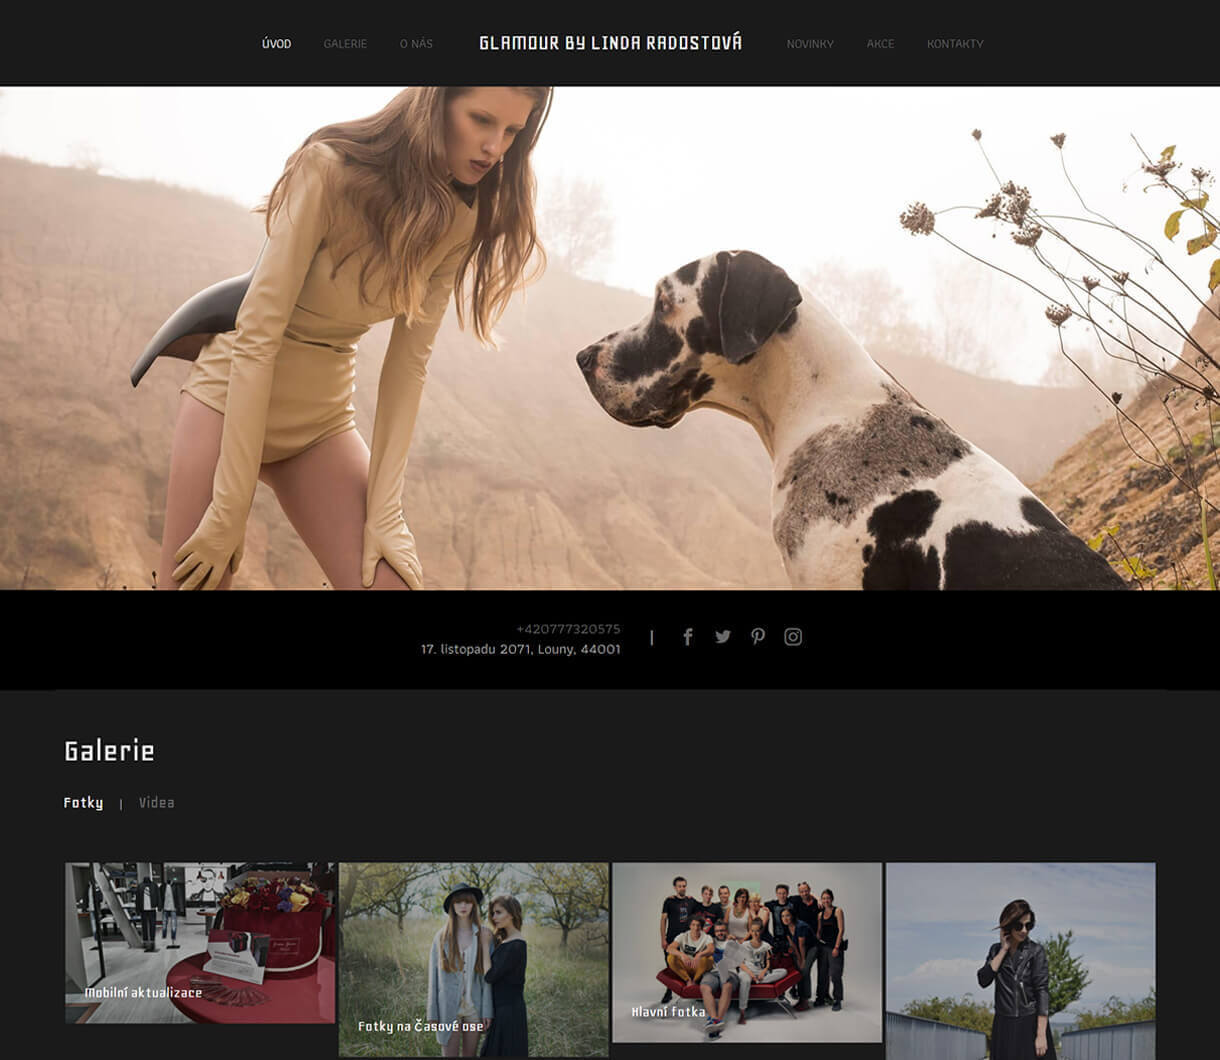 ÚVOD GALERIE O NÁS GLAMOUR BY LINDA RADOSTOVÁ NOVINKY AKCE KONTAKTY
+420777320575
17. listopadu 2071, Louny, 44001
Galerie
Fotky | Videa
Mobilní aktualizace
Fotky na Časové ose
Hlavní fotka